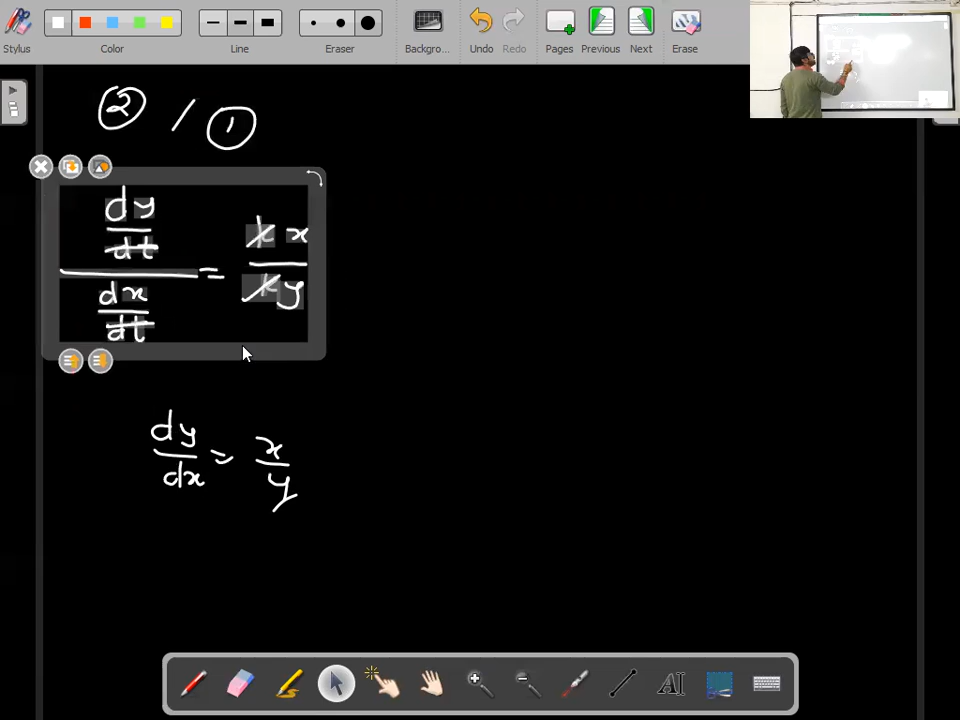 Stylus Color Line Eraser Backgro... Undo Redo Pages Previous Next Erase
② / ①
dy/dt / dx/dt = kx / ky
dy/dx = x/y
AI